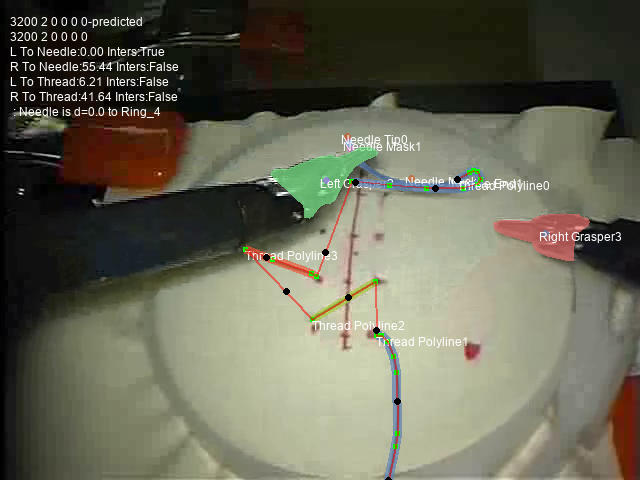 3200 2 0 0 0 0-predicted
3200 2 0 0 0 0
L To Needle:0.00 Inters:True
R To Needle:55.44 Inters:False
L To Thread:6.21 Inters:False
R To Thread:41.64 Inters:False
: Needle is d=0.0 to Ring_4
Needle Tip0
Needle Mask1
Left Grasper2
Thread Polyline0
Right Grasper3
Thread Polyline3
Thread Polyline2
Thread Polyline1